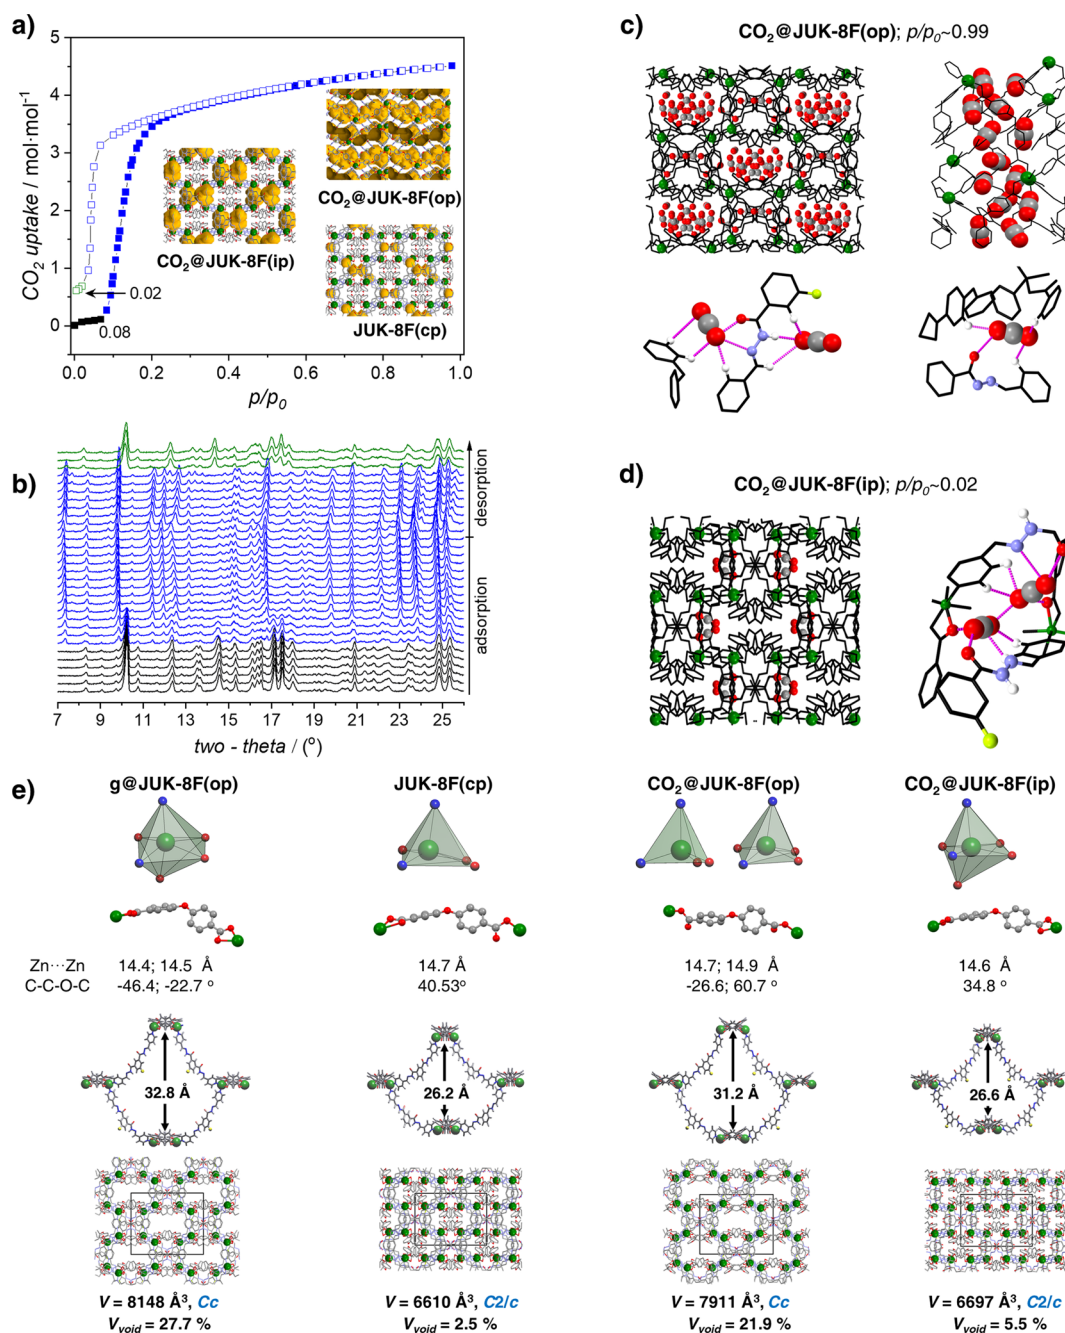 a)
CO₂ uptake / mol·mol⁻¹
5
4
3
2
1
0
0.02
0.08
CO₂@JUK-8F(ip)
CO₂@JUK-8F(op)
JUK-8F(cp)
0.0 0.2 0.4 0.6 0.8 1.0
p/p₀
b)
adsorption
desorption
7 9 11 13 15 17 19 21 23 25
two - theta / (°)
c)
CO₂@JUK-8F(op); p/p₀~0.99
d)
CO₂@JUK-8F(ip); p/p₀~0.02
e)
g@JUK-8F(op) JUK-8F(cp) CO₂@JUK-8F(op) CO₂@JUK-8F(ip)
Zn···Zn 14.4; 14.5 Å 14.7 Å 14.7; 14.9 Å 14.6 Å
C-C-O-C -46.4; -22.7 ° 40.53° -26.6; 60.7 ° 34.8 °
32.8 Å 26.2 Å 31.2 Å 26.6 Å
V = 8148 Å³, Cc V = 6610 Å³, C2/c V = 7911 Å³, Cc V = 6697 Å³, C2/c
Vvoid = 27.7 % Vvoid = 2.5 % Vvoid = 21.9 % Vvoid = 5.5 %